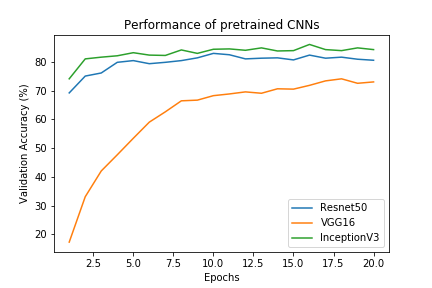 Performance of pretrained CNNs
Validation Accuracy (%)
80
70
60
50
40
30
20
2.5 5.0 7.5 10.0 12.5 15.0 17.5 20.0
Epochs
Resnet50
VGG16
InceptionV3